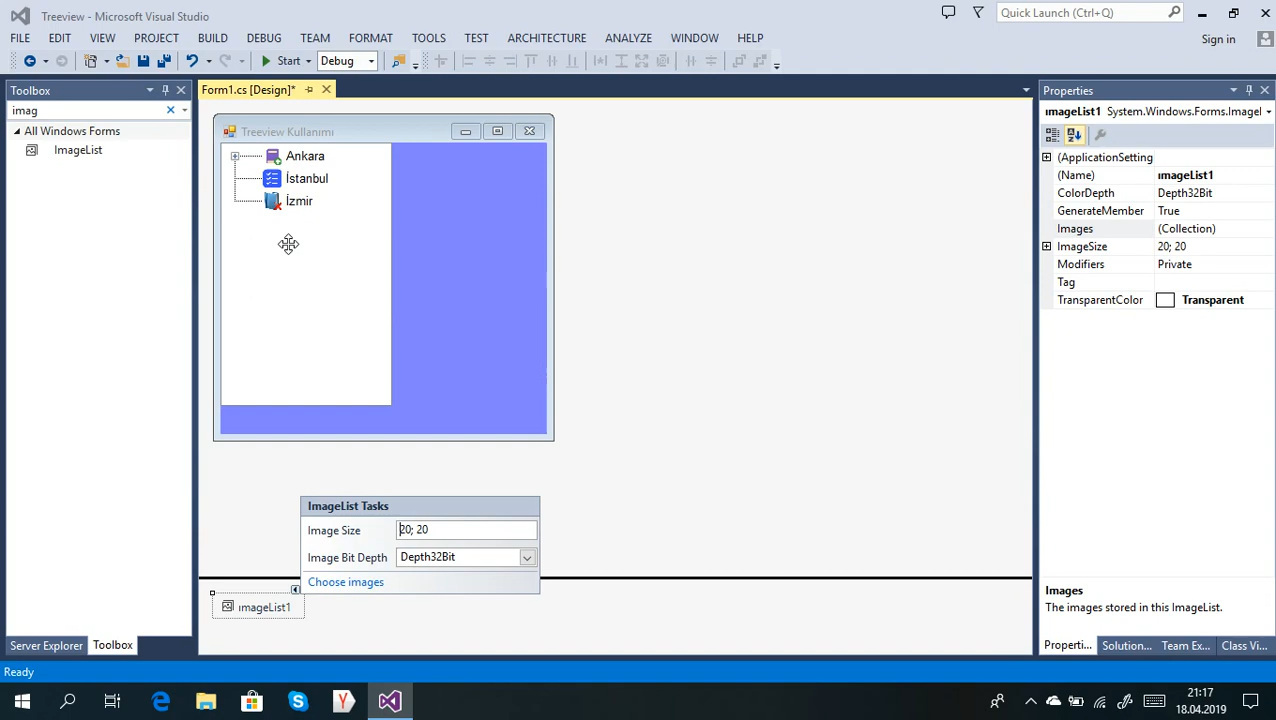 Treeview - Microsoft Visual Studio
Quick Launch (Ctrl+Q)
FILE EDIT VIEW PROJECT BUILD DEBUG TEAM FORMAT TOOLS TEST ARCHITECTURE ANALYZE WINDOW HELP
Sign in
Start Debug
Toolbox
imag
All Windows Forms
ImageList
Server Explorer Toolbox
Form1.cs [Design]*
Treeview Kullanımı
Ankara
İstanbul
İzmir
ImageList Tasks
Image Size 20; 20
Image Bit Depth Depth32Bit
Choose images
ımageList1
Properties
ımageList1 System.Windows.Forms.ImageI
(ApplicationSetting
(Name) ımageList1
ColorDepth Depth32Bit
GenerateMember True
Images (Collection)
ImageSize 20; 20
Modifiers Private
Tag
TransparentColor Transparent
Images
The images stored in this ImageList.
Properti... Solution... Team Ex... Class Vi...
Ready
21:17
18.04.2019